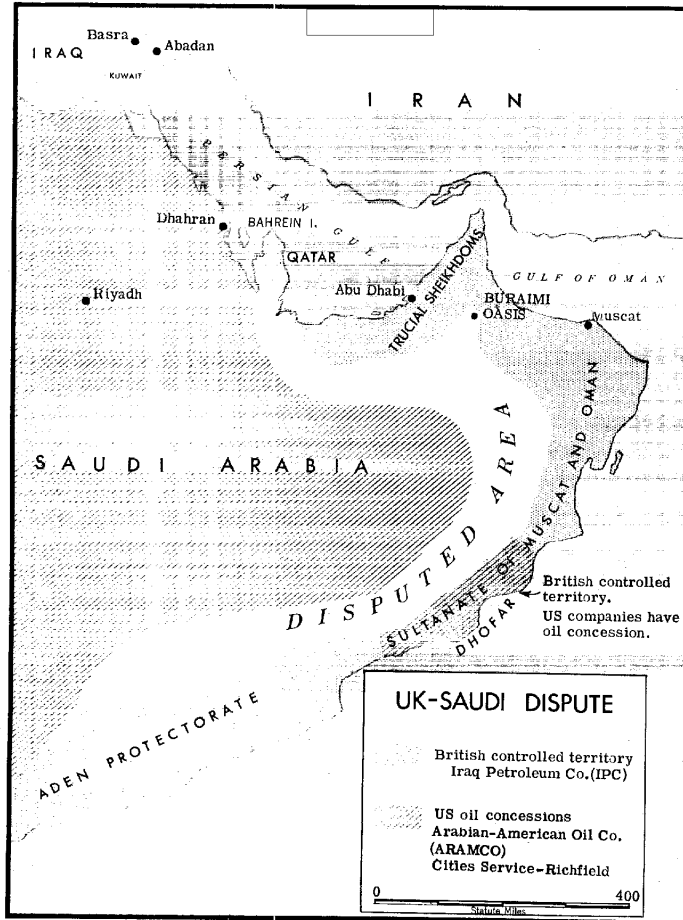 Basra
Abadan
IRAQ
KUWAIT
IRAN
PERSIAN GULF
Dhahran
BAHREIN I.
QATAR
Riyadh
Abu Dhabi
TRUCIAL SHEIKHDOMS
GULF OF OMAN
BURAIMI
OASIS
Muscat
SAUDI ARABIA
DISPUTED AREA
SULTANATE OF MUSCAT AND OMAN
DHOFAR
British controlled
territory.
US companies have
oil concession.
ADEN PROTECTORATE
UK-SAUDI DISPUTE
British controlled territory
Iraq Petroleum Co.(IPC)
US oil concessions
Arabian-American Oil Co.
(ARAMCO)
Cities Service-Richfield
0 400
Statute Miles